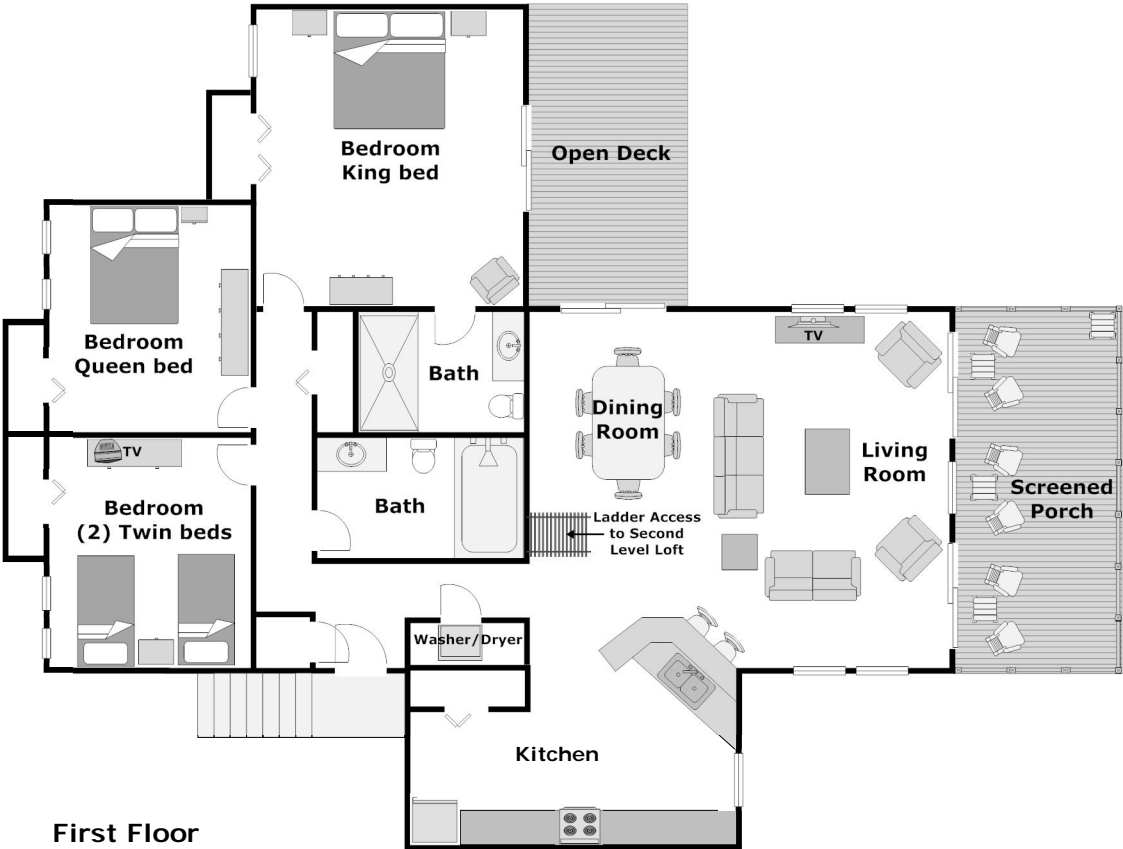 Bedroom
King bed
Open Deck
Bedroom
Queen bed
Bath
TV
Dining
Room
Living
Room
Screened
Porch
TV
Bedroom
(2) Twin beds
Bath
Ladder Access
to Second
Level Loft
Washer/Dryer
Kitchen
First Floor